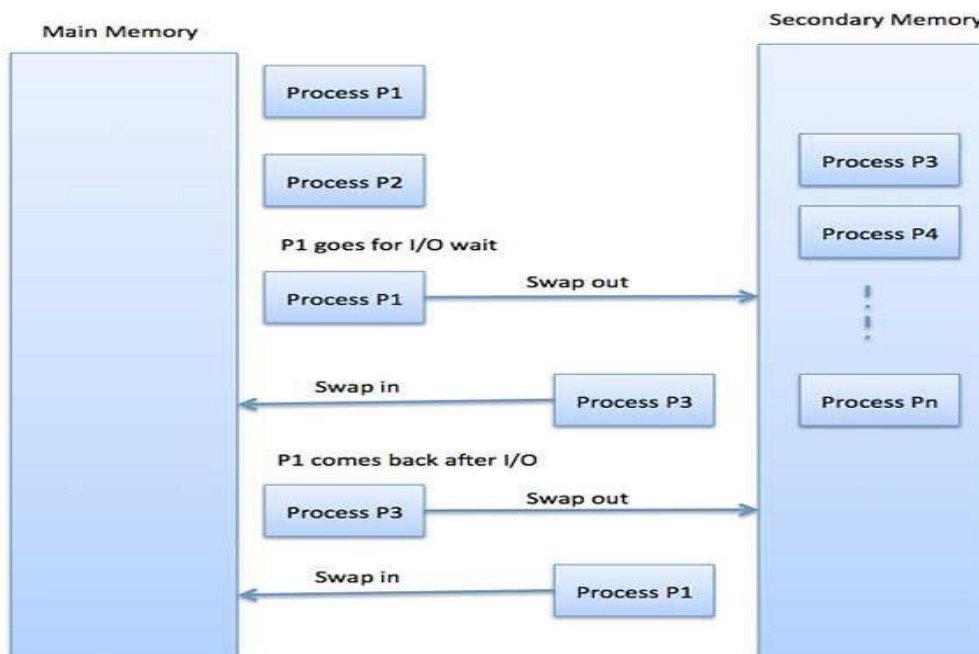 Main Memory
Secondary Memory
Process P1
Process P2
Process P3
Process P4
P1 goes for I/O wait
Process P1
Swap out
Swap in
Process P3
Process Pn
P1 comes back after I/O
Process P3
Swap out
Swap in
Process P1